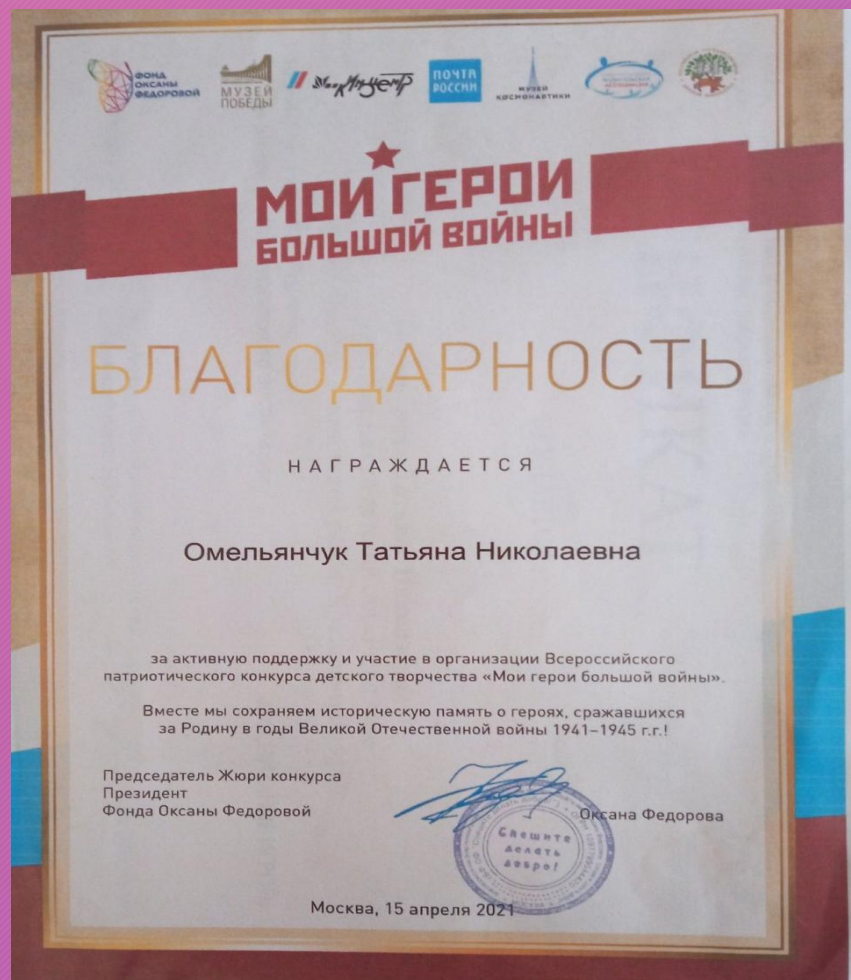 ФОНД
ОКСАНЫ
ФЕДОРОВОЙ
МУЗЕЙ
ПОБЕДЫ
ПОЧТА
РОССИИ
МУЗЕЙ
КОСМОНАВТИКИ
МОИ ГЕРОИ
БОЛЬШОЙ ВОЙНЫ
БЛАГОДАРНОСТЬ
НАГРАЖДАЕТСЯ
Омельянчук Татьяна Николаевна
за активную поддержку и участие в организации Всероссийского
патриотического конкурса детского творчества «Мои герои большой войны».
Вместе мы сохраняем историческую память о героях, сражавшихся
за Родину в годы Великой Отечественной войны 1941–1945 г.г.!
Председатель Жюри конкурса
Президент
Фонда Оксаны Федоровой
Оксана Федорова
Спешите
делать
добро!
Москва, 15 апреля 2021